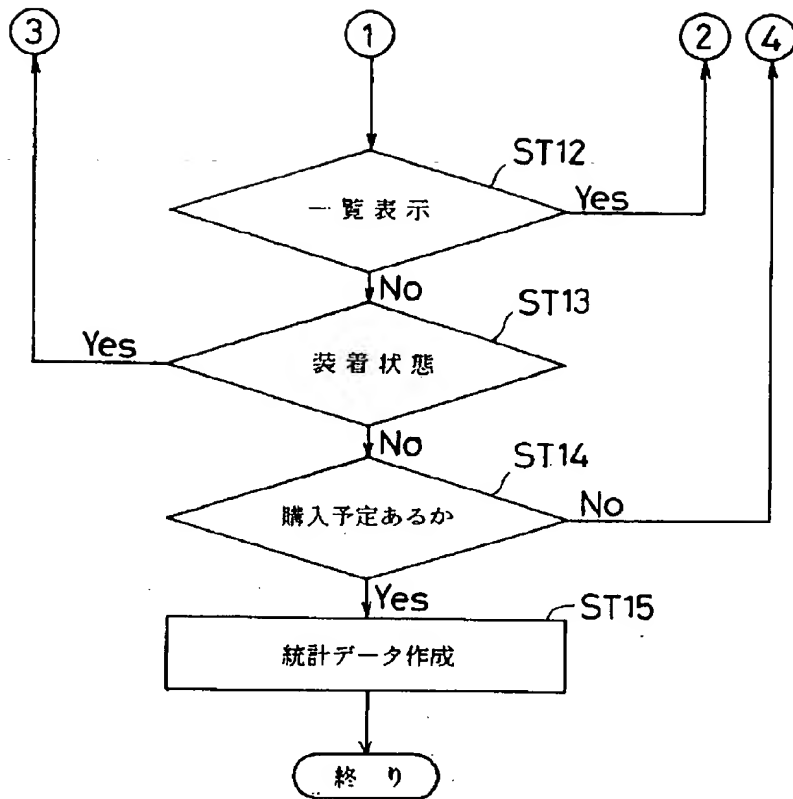 ③ ① ② ④
ST12
一覧表示
Yes
No
ST13
Yes
装着状態
No
ST14
購入予定あるか
No
Yes
ST15
統計データ作成
終り